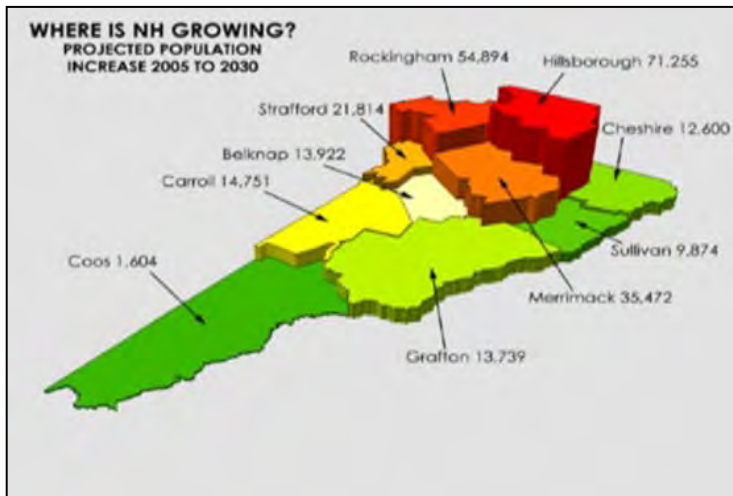 WHERE IS NH GROWING?
PROJECTED POPULATION
INCREASE 2005 TO 2030
Rockingham 54,894
Hillsborough 71,255
Strafford 21,814
Cheshire 12,600
Belknap 13,922
Carroll 14,751
Coos 1,604
Sullivan 9,874
Merrimack 35,472
Grafton 13,739